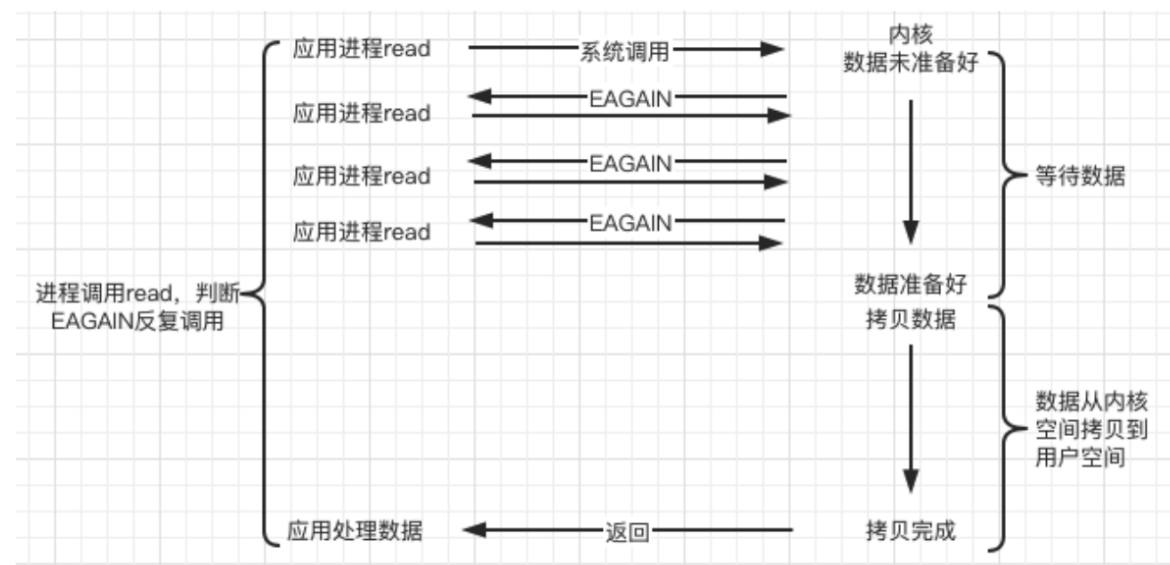 应用进程read
系统调用
内核
数据未准备好
EAGAIN
应用进程read
EAGAIN
应用进程read
等待数据
EAGAIN
应用进程read
数据准备好
进程调用read，判断
EAGAIN反复调用
拷贝数据
数据从内核
空间拷贝到
用户空间
应用处理数据
返回
拷贝完成